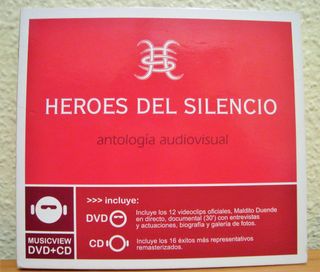 HEROES DEL SILENCIO
antología audiovisual
>>> incluye:
DVD
Incluye los 12 videoclips oficiales, Maldito Duende
en directo, documental (30') con entrevistas
y actuaciones, biografía y galería de fotos.
CD
Incluye los 16 éxitos más representativos
remasterizados.
MUSICVIEW
DVD+CD